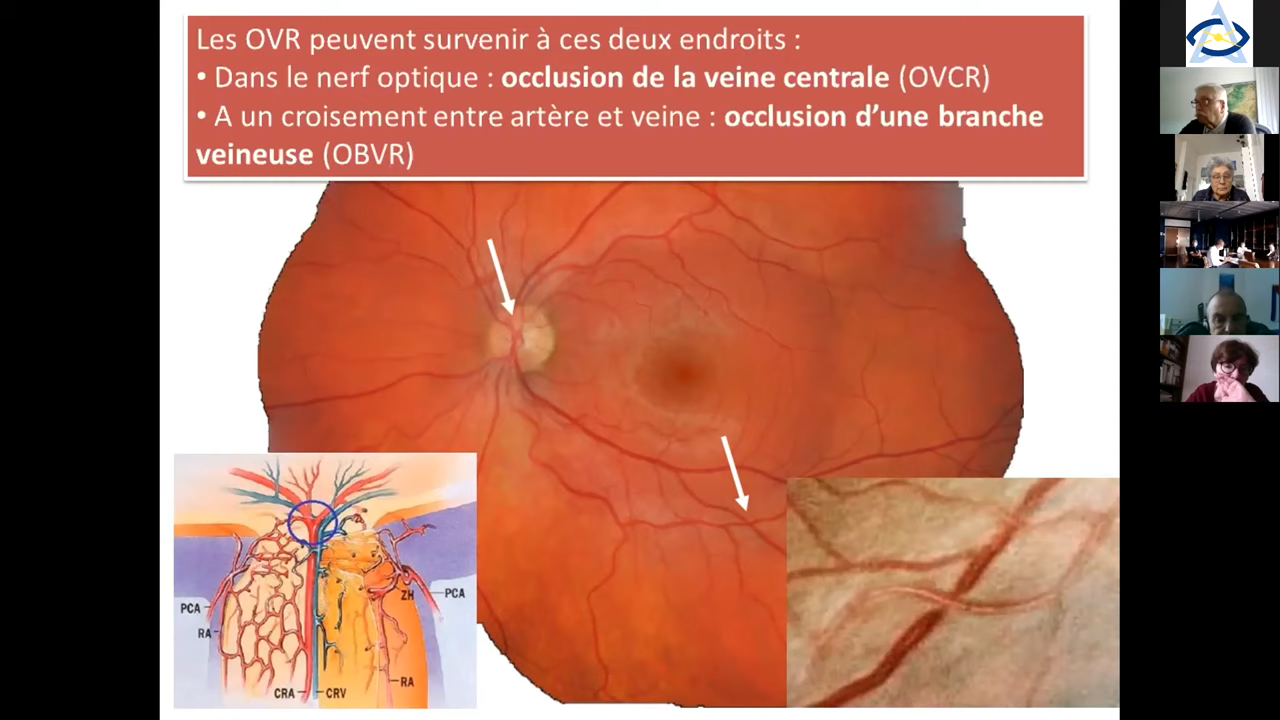 Les OVR peuvent survenir à ces deux endroits :
• Dans le nerf optique : occlusion de la veine centrale (OVCR)
• A un croisement entre artère et veine : occlusion d’une branche
veineuse (OBVR)
ZH
PCA
PCA
RA
RA
CRA
CRV